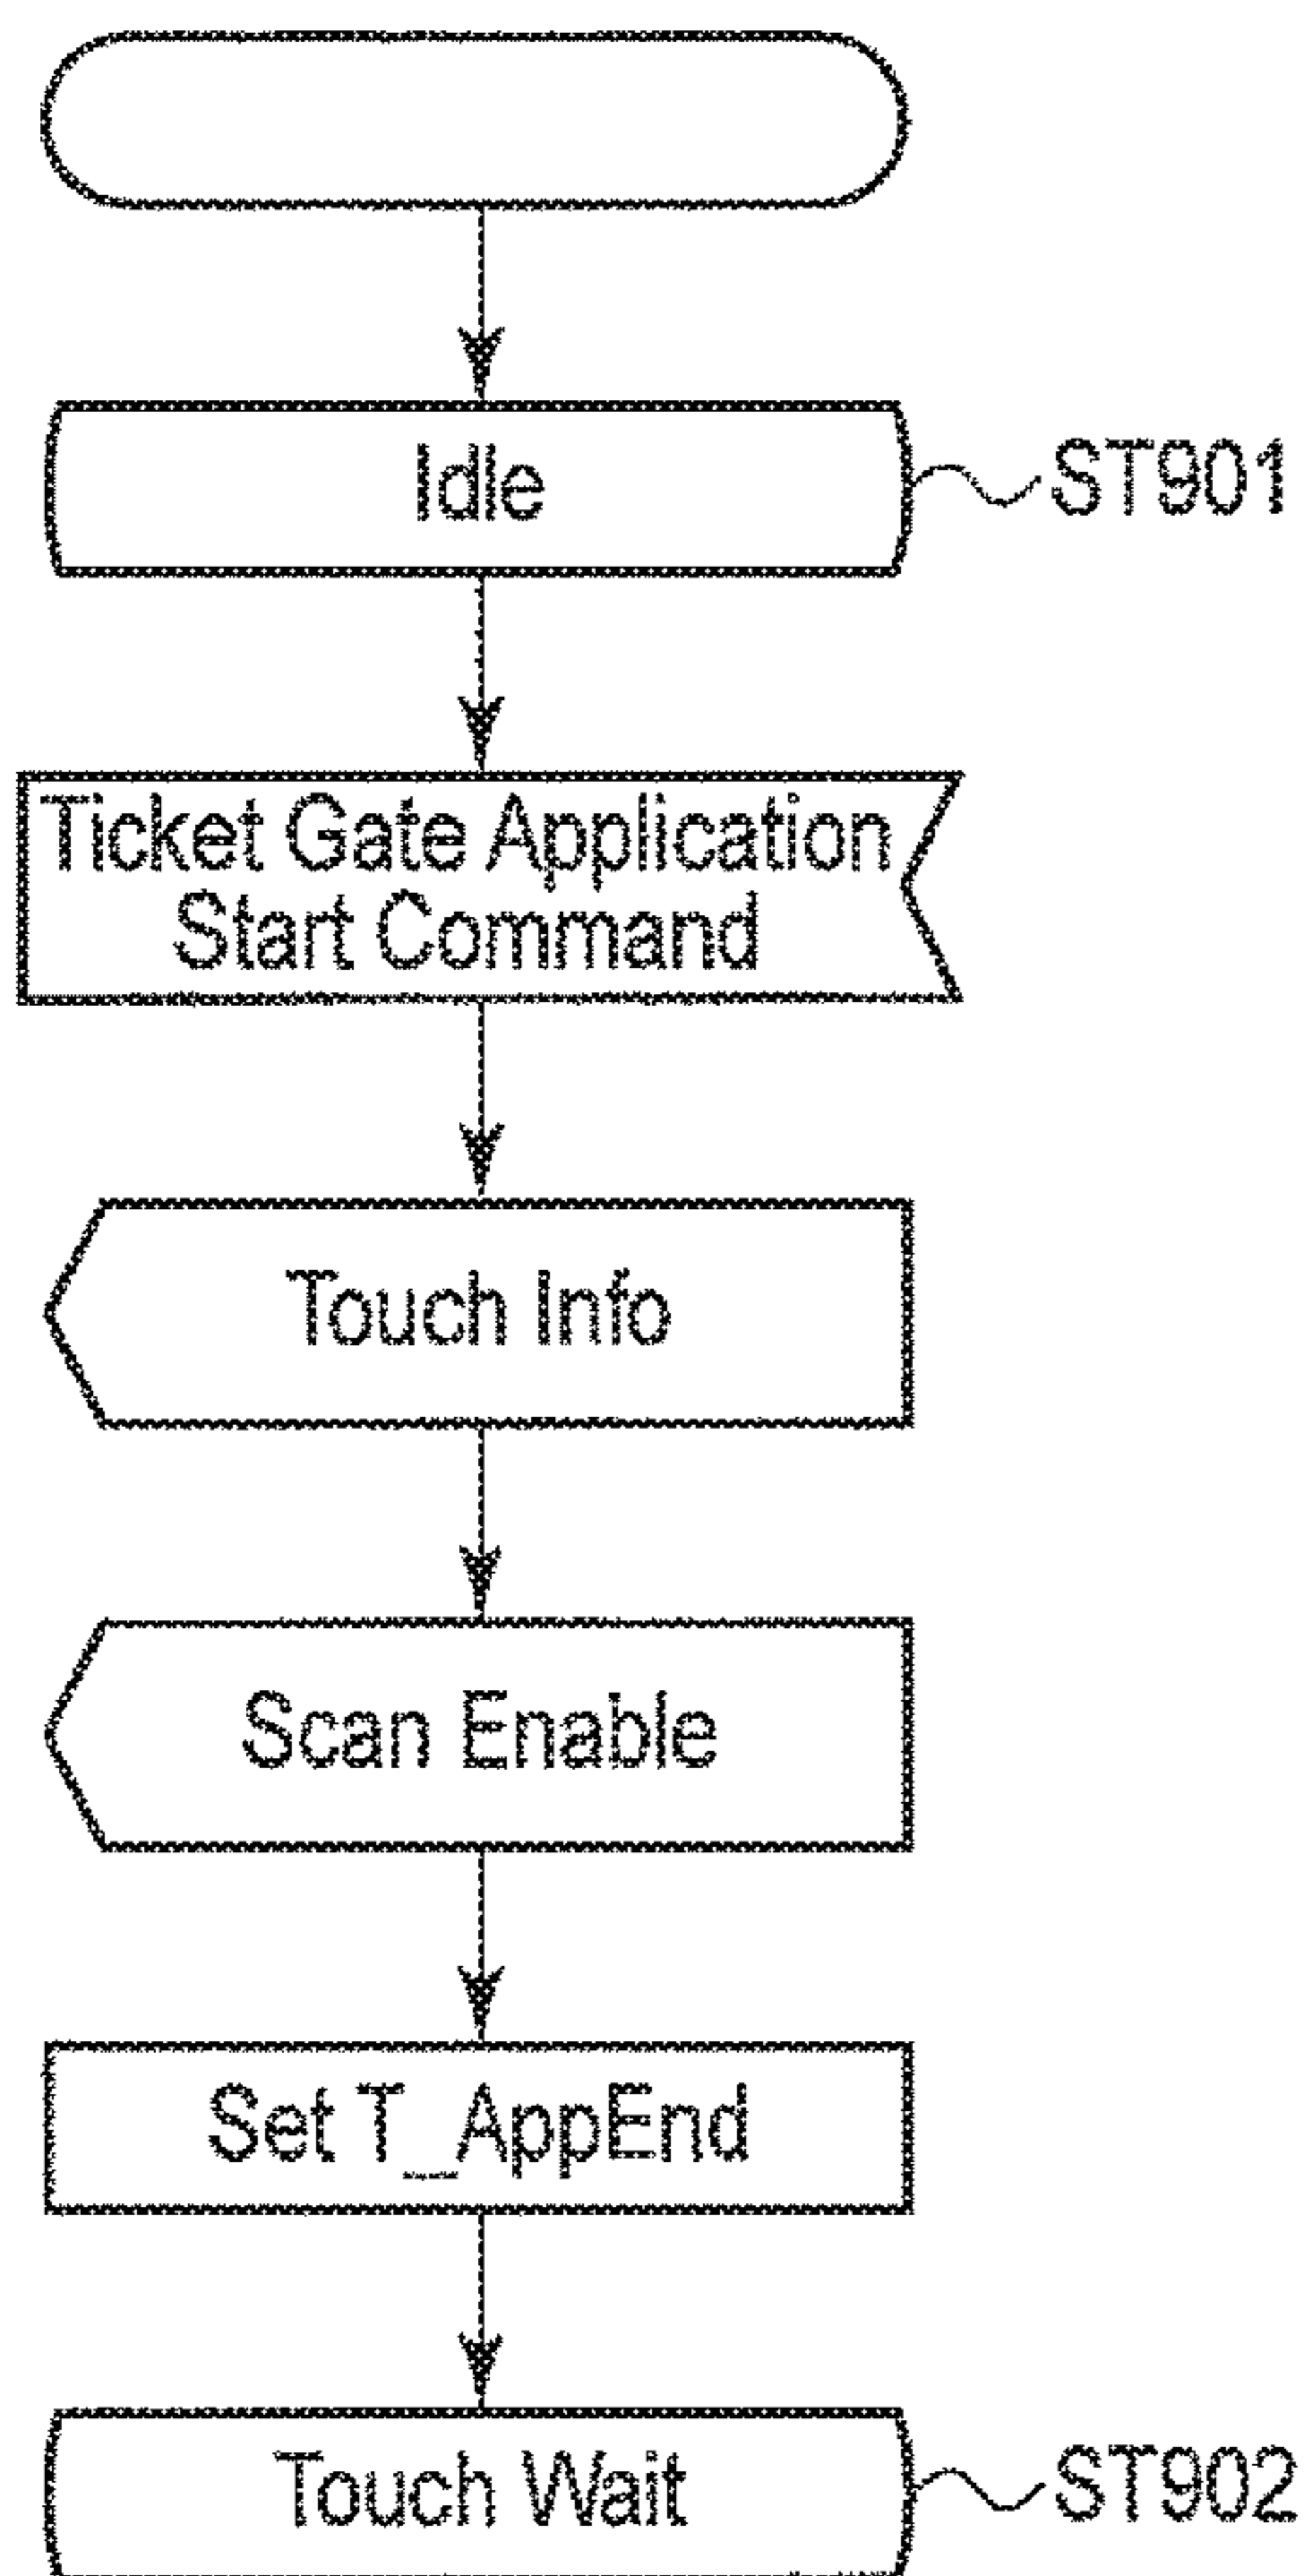 Idle
ST901
Ticket Gate Application
Start Command
Touch Info
Scan Enable
Set T_AppEnd
Touch Wait
ST902